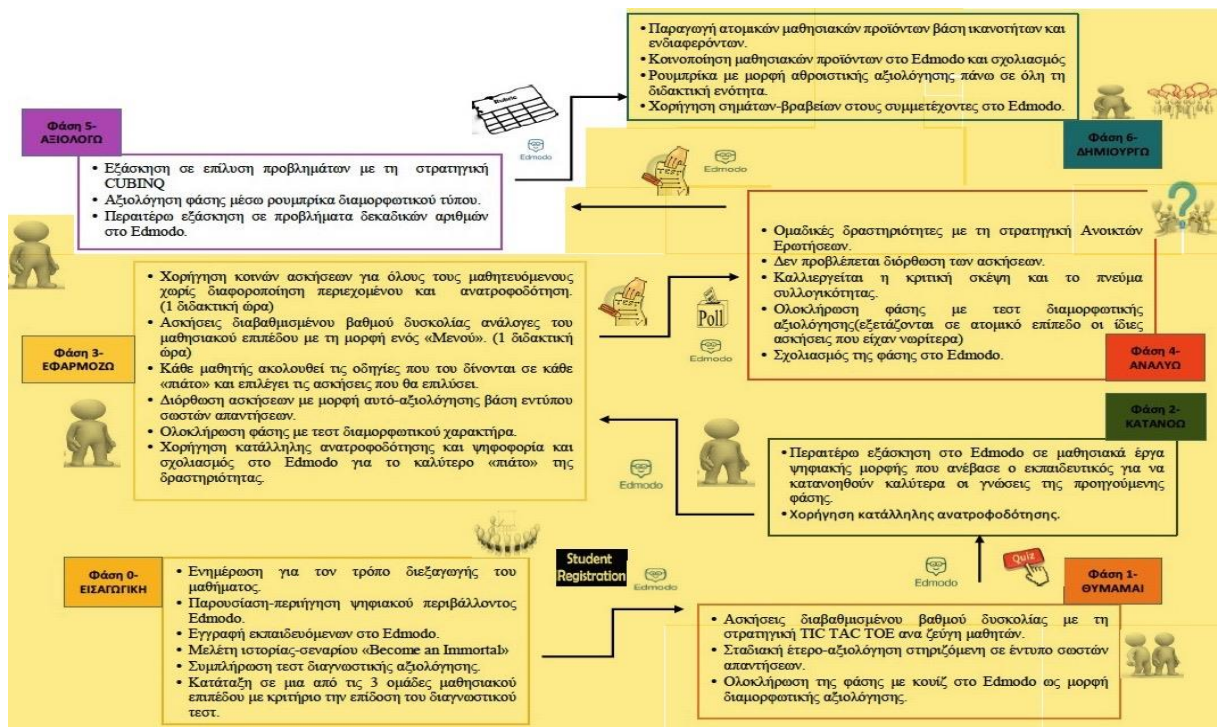 • Παραγωγή ατομικών μαθησιακών προϊόντων βάση ικανοτήτων και
ενδιαφερόντων.
• Κοινοποίηση μαθησιακών προϊόντων στο Edmodo και σχολιασμός
• Ρουμπρίκα με μορφή αθροιστικής αξιολόγησης πάνω σε όλη τη
διδακτική ενότητα.
• Χορήγηση σημάτων-βραβείων στους συμμετέχοντες στο Edmodo.
Φάση 6-
ΔΗΜΙΟΥΡΓΩ
Rubric
Edmodo
Φάση 5-
ΑΞΙΟΛΟΓΩ
• Εξάσκηση σε επίλυση προβλημάτων με τη στρατηγική
CUBINQ
• Αξιολόγηση φάσης μέσω ρουμπρίκα διαμορφωτικού τύπου.
• Περαιτέρω εξάσκηση σε προβλήματα δεκαδικών αριθμών
στο Edmodo.
TEST
Edmodo
• Ομαδικές δραστηριότητες με τη στρατηγική Ανοικτών
Ερωτήσεων.
• Δεν προβλέπεται διόρθωση των ασκήσεων.
• Καλλιεργείται η κριτική σκέψη και το πνεύμα
συλλογικότητας.
• Ολοκλήρωση φάσης με τεστ διαμορφωτικής
αξιολόγησης(εξετάζονται σε ατομικό επίπεδο οι ίδιες
ασκήσεις που είχαν νωρίτερα)
• Σχολιασμός της φάσης στο Edmodo.
?
Φάση 4-
ΑΝΑΛΥΩ
TEST
Poll
Edmodo
Φάση 3-
ΕΦΑΡΜΟΖΩ
• Χορήγηση κοινών ασκήσεων για όλους τους μαθητευόμενους
χωρίς διαφοροποίηση περιεχομένου και ανατροφοδότηση.
(1 διδακτική ώρα)
• Ασκήσεις διαβαθμισμένου βαθμού δυσκολίας ανάλογες του
μαθησιακού επιπέδου με τη μορφή ενός «Μενού». (1 διδακτική
ώρα)
• Κάθε μαθητής ακολουθεί τις οδηγίες που του δίνονται σε κάθε
«πιάτο» και επιλέγει τις ασκήσεις που θα επιλύσει.
• Διόρθωση ασκήσεων με μορφή αυτό-αξιολόγησης βάση εντύπου
σωστών απαντήσεων.
• Ολοκλήρωση φάσης με τεστ διαμορφωτικού χαρακτήρα.
• Χορήγηση κατάλληλης ανατροφοδότησης και ψηφοφορία και
σχολιασμός στο Edmodo για το καλύτερο «πιάτο» της
δραστηριότητας.
Edmodo
Φάση 2-
ΚΑΤΑΝΟΩ
• Περαιτέρω εξάσκηση στο Edmodo σε μαθησιακά έργα
ψηφιακής μορφής που ανέβασε ο εκπαιδευτικός για να
κατανοηθούν καλύτερα οι γνώσεις της προηγούμενης
φάσης.
• Χορήγηση κατάλληλης ανατροφοδότησης.
Φάση 0-
ΕΙΣΑΓΩΓΙΚΗ
• Ενημέρωση για τον τρόπο διεξαγωγής του
μαθήματος.
• Παρουσίαση-περιήγηση ψηφιακού περιβάλλοντος
Edmodo.
• Εγγραφή εκπαιδευόμενων στο Edmodo.
• Μελέτη ιστορίας-σεναρίου «Become an Immortal»
• Συμπλήρωση τεστ διαγνωστικής αξιολόγησης.
• Κατάταξη σε μια από τις 3 ομάδες μαθησιακού
επιπέδου με κριτήριο την επίδοση του διαγνωστικού
τεστ.
Student
Registration
Edmodo
Edmodo
Quiz
Φάση 1-
ΘΥΜΑΜΑΙ
• Ασκήσεις διαβαθμισμένου βαθμού δυσκολίας με τη
στρατηγική TIC TAC TOE ανα ζεύγη μαθητών.
• Σταδιακή έτερο-αξιολόγηση στηριζόμενη σε έντυπο σωστών
απαντήσεων.
• Ολοκλήρωση της φάσης με κουίζ στο Edmodo ως μορφή
διαμορφωτικής αξιολόγησης.